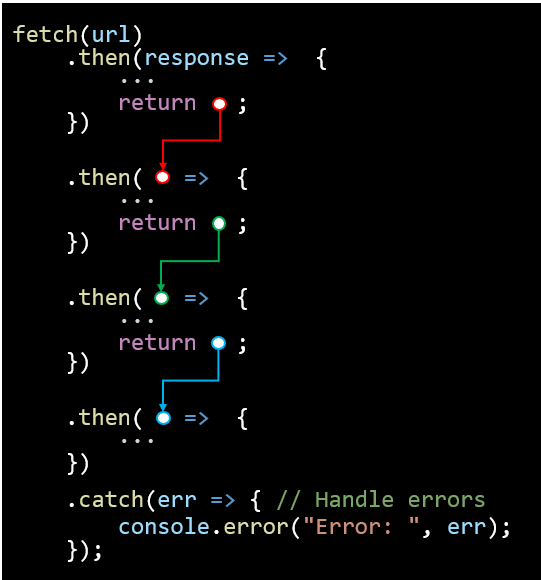 fetch(url)
.then(response => {
...
return ;
})
.then( => {
...
return ;
})
.then( => {
...
return ;
})
.then( => {
...
})
.catch(err => { // Handle errors
console.error("Error: ", err);
});